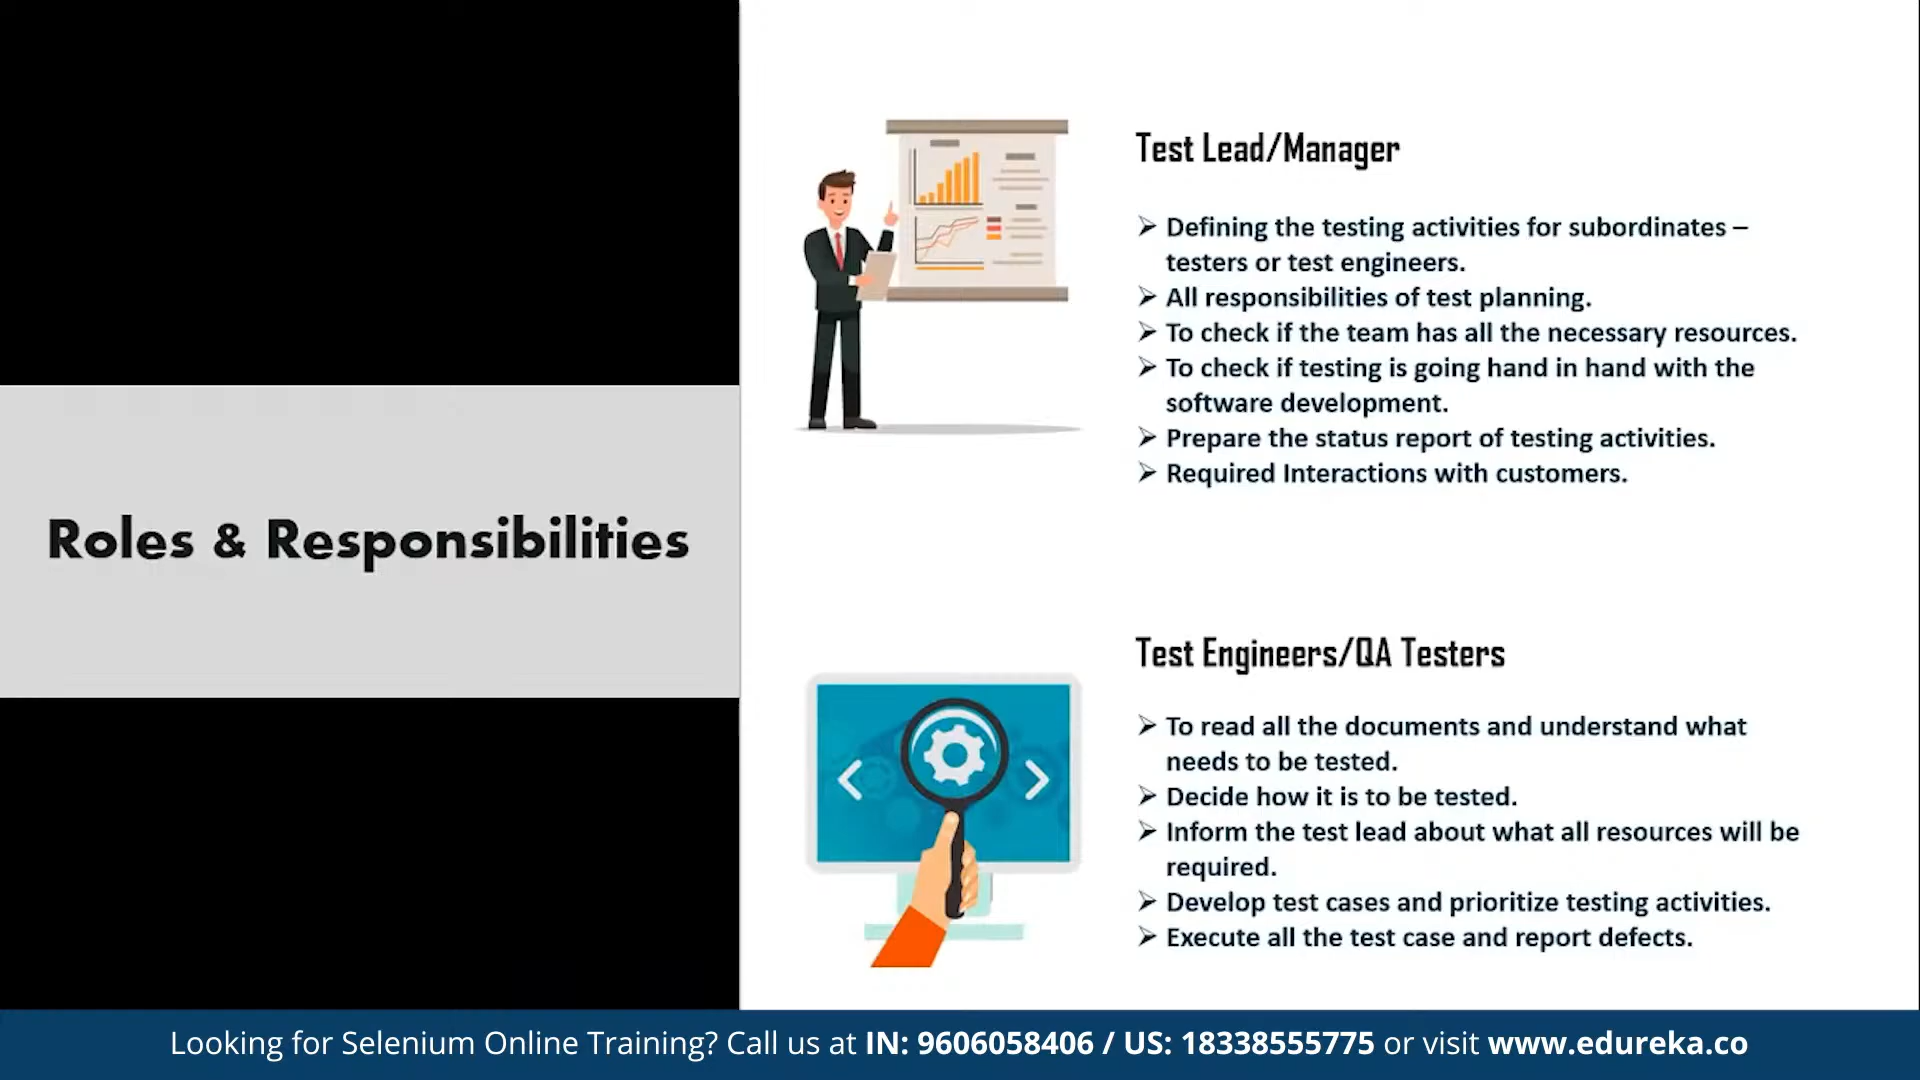 Roles & Responsibilities
Test Lead/Manager
➢ Defining the testing activities for subordinates –
testers or test engineers.
➢ All responsibilities of test planning.
➢ To check if the team has all the necessary resources.
➢ To check if testing is going hand in hand with the
software development.
➢ Prepare the status report of testing activities.
➢ Required Interactions with customers.
Test Engineers/QA Testers
➢ To read all the documents and understand what
needs to be tested.
➢ Decide how it is to be tested.
➢ Inform the test lead about what all resources will be
required.
➢ Develop test cases and prioritize testing activities.
➢ Execute all the test case and report defects.
Looking for Selenium Online Training? Call us at IN: 9606058406 / US: 18338555775 or visit www.edureka.co